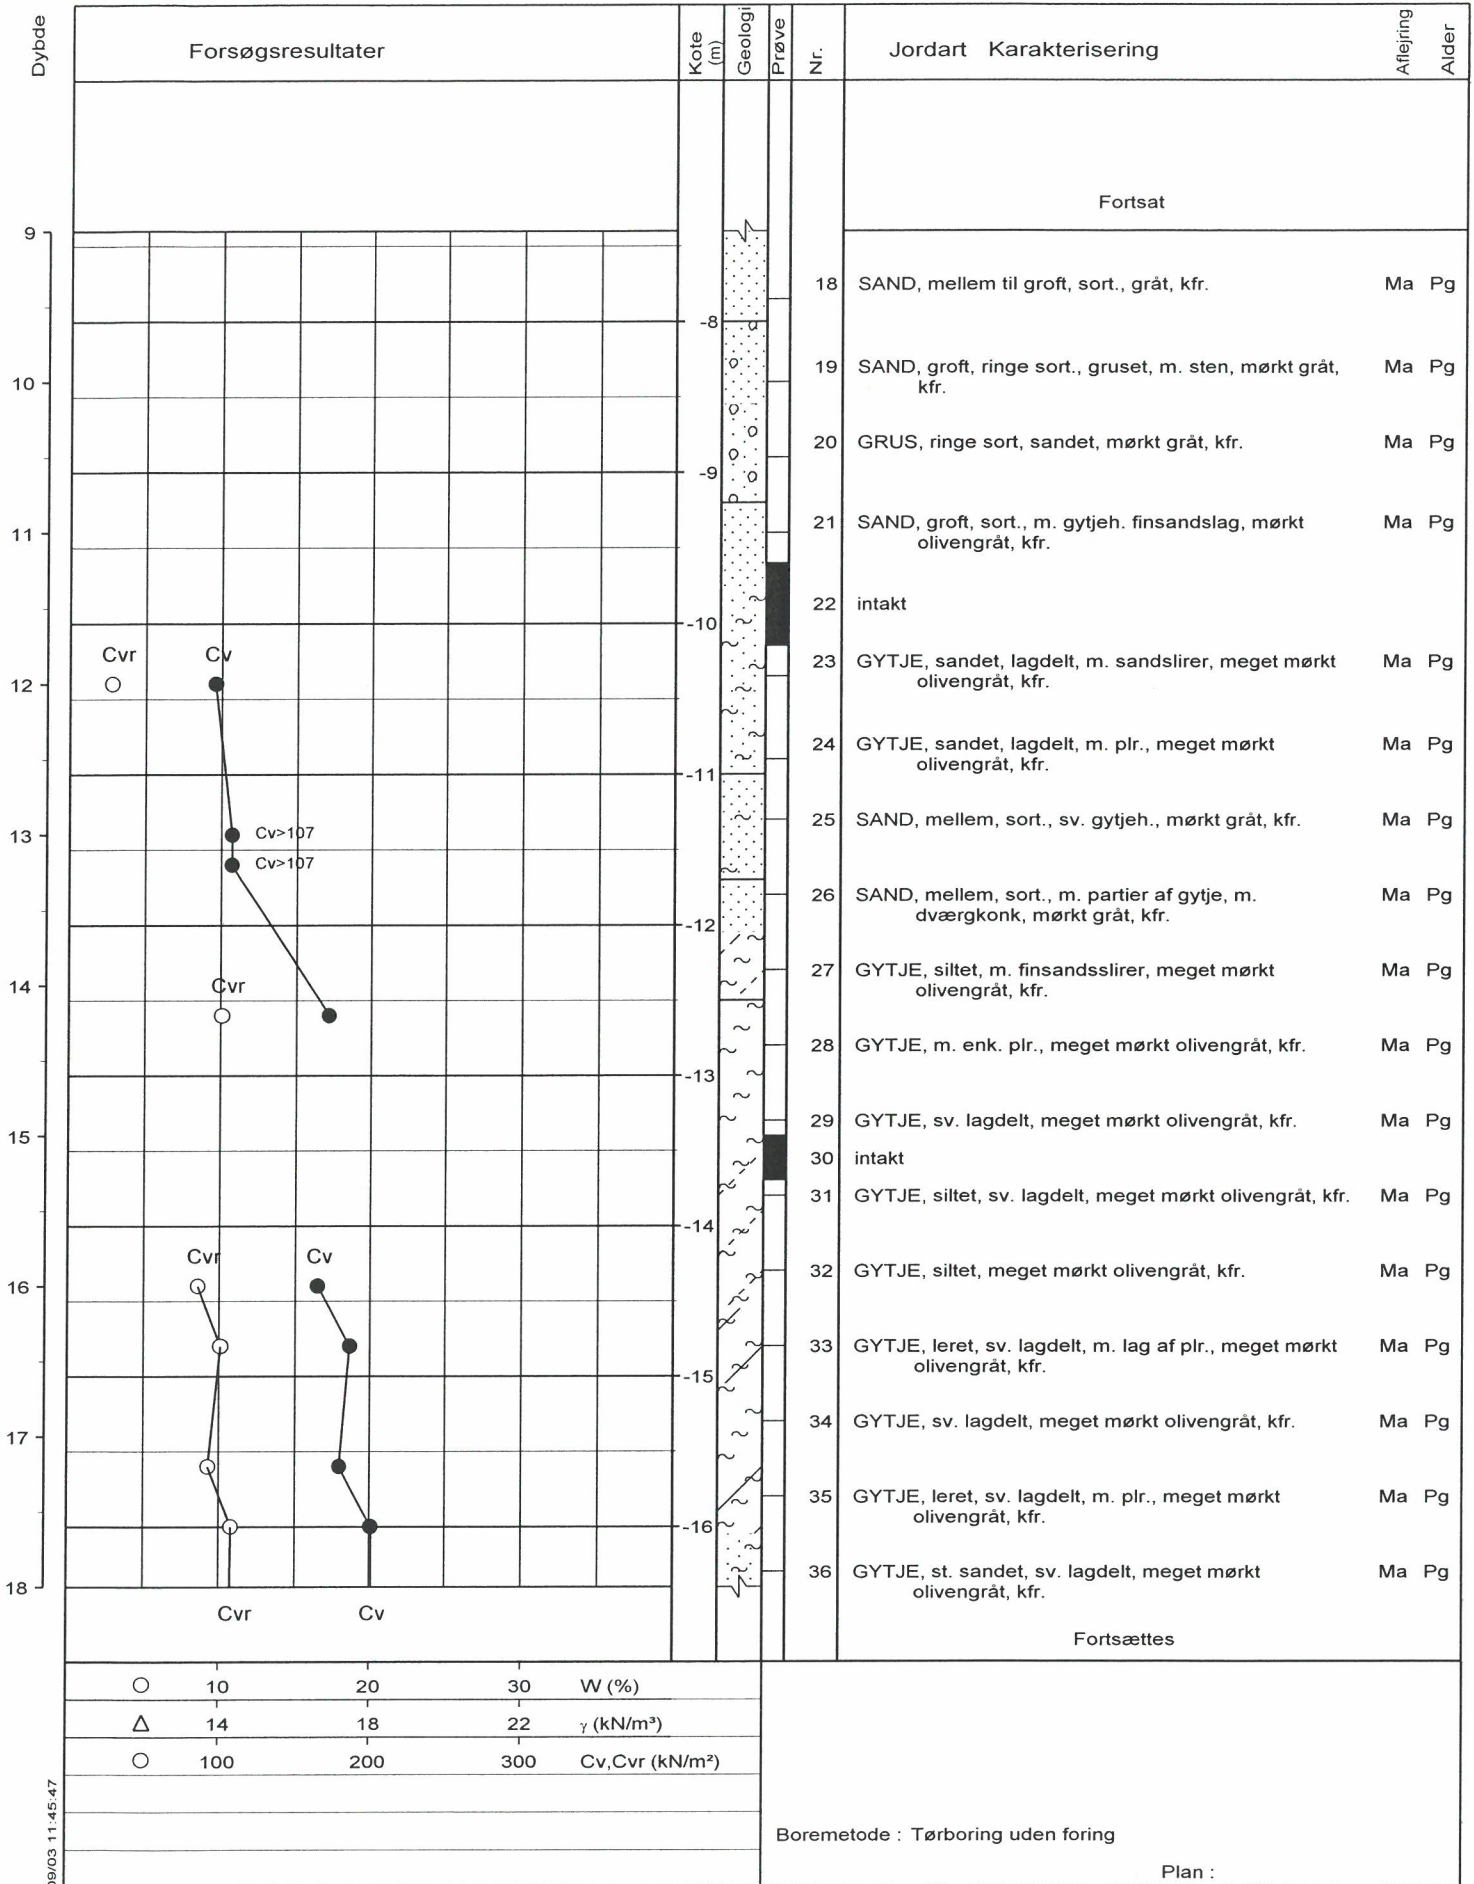 Dybde
Forsøgsresultater
Kote (m)
Geologi
Prøve
Nr.
Jordart Karakterisering
Aflejring
Alder
Fortsat
9
18 SAND, mellem til groft, sort., gråt, kfr. Ma Pg
-8
19 SAND, groft, ringe sort., gruset, m. sten, mørkt gråt, Ma Pg
kfr.
10
20 GRUS, ringe sort, sandet, mørkt gråt, kfr. Ma Pg
-9
21 SAND, groft, sort., m. gytjeh. finsandslag, mørkt Ma Pg
olivengråt, kfr.
11
22 intakt
-10
Cvr Cv
23 GYTJE, sandet, lagdelt, m. sandslirer, meget mørkt Ma Pg
olivengråt, kfr.
12
24 GYTJE, sandet, lagdelt, m. plr., meget mørkt Ma Pg
olivengråt, kfr.
-11
25 SAND, mellem, sort., sv. gytjeh., mørkt gråt, kfr. Ma Pg
13
Cv>107
Cv>107
26 SAND, mellem, sort., m. partier af gytje, m. Ma Pg
dværgkonk, mørkt gråt, kfr.
-12
27 GYTJE, siltet, m. finsandsslirer, meget mørkt Ma Pg
olivengråt, kfr.
14
Cvr
28 GYTJE, m. enk. plr., meget mørkt olivengråt, kfr. Ma Pg
-13
29 GYTJE, sv. lagdelt, meget mørkt olivengråt, kfr. Ma Pg
15
30 intakt
31 GYTJE, siltet, sv. lagdelt, meget mørkt olivengråt, kfr. Ma Pg
-14
Cvr Cv
32 GYTJE, siltet, meget mørkt olivengråt, kfr. Ma Pg
16
33 GYTJE, leret, sv. lagdelt, m. lag af plr., meget mørkt Ma Pg
olivengråt, kfr.
-15
34 GYTJE, sv. lagdelt, meget mørkt olivengråt, kfr. Ma Pg
17
35 GYTJE, leret, sv. lagdelt, m. plr., meget mørkt Ma Pg
olivengråt, kfr.
-16
36 GYTJE, st. sandet, sv. lagdelt, meget mørkt Ma Pg
olivengråt, kfr.
18
Cvr Cv
Fortsættes
10 20 30 W (%)
14 18 22 γ (kN/m³)
100 200 300 Cv,Cvr (kN/m²)
09/03 11:45:47
Boremetode : Tørboring uden foring
Plan :